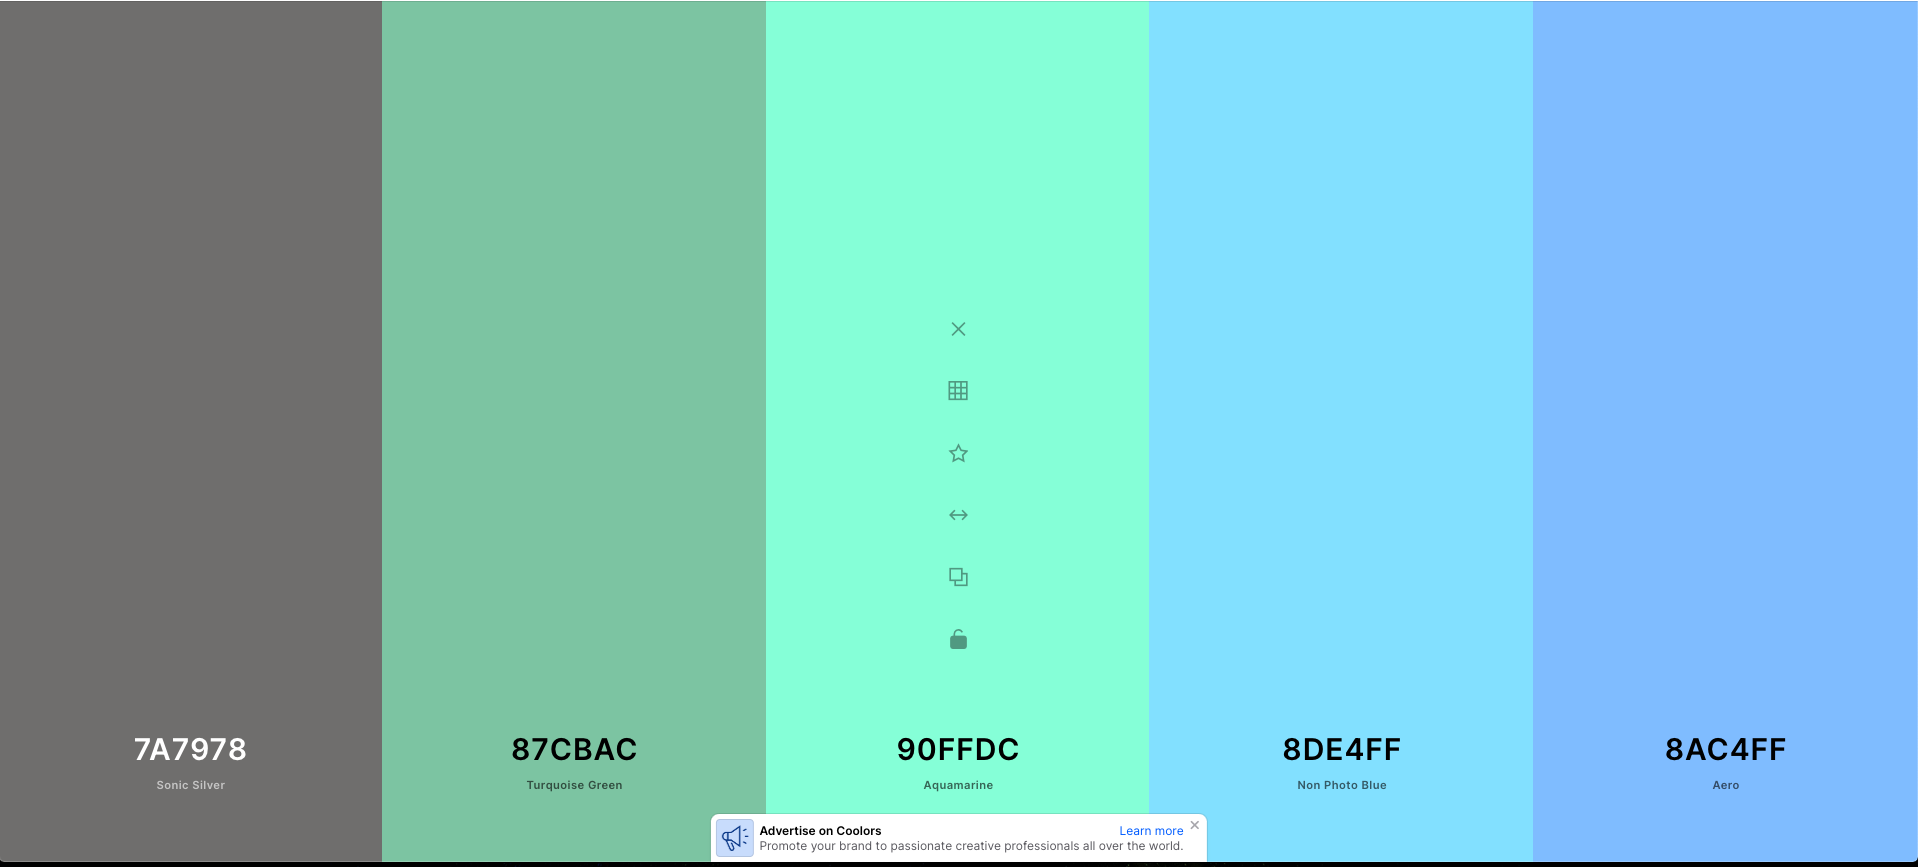 7A7978
Sonic Silver
87CBAC
Turquoise Green
90FFDC
Aquamarine
8DE4FF
Non Photo Blue
8AC4FF
Aero
Advertise on Coolors
Learn more
Promote your brand to passionate creative professionals all over the world.